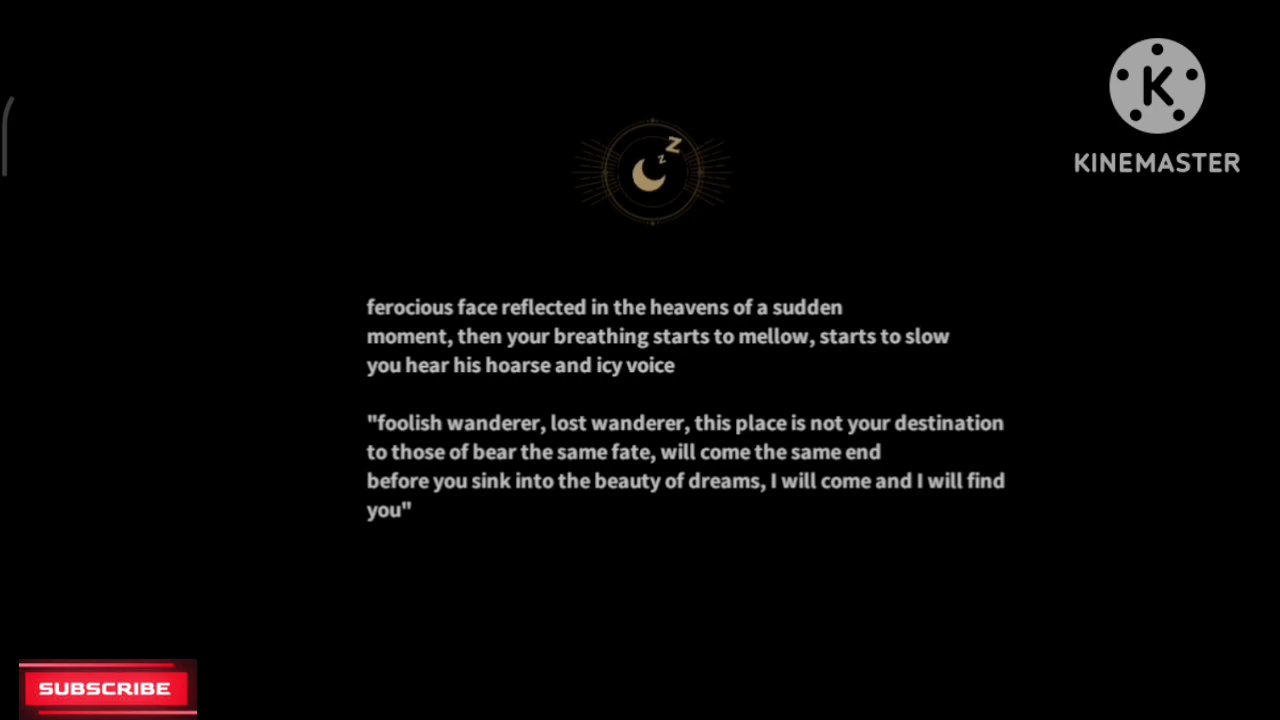 K
KINEMASTER
z
z
ferocious face reflected in the heavens of a sudden
moment, then your breathing starts to mellow, starts to slow
you hear his hoarse and icy voice
"foolish wanderer, lost wanderer, this place is not your destination
to those of bear the same fate, will come the same end
before you sink into the beauty of dreams, I will come and I will find
you"
SUBSCRIBE